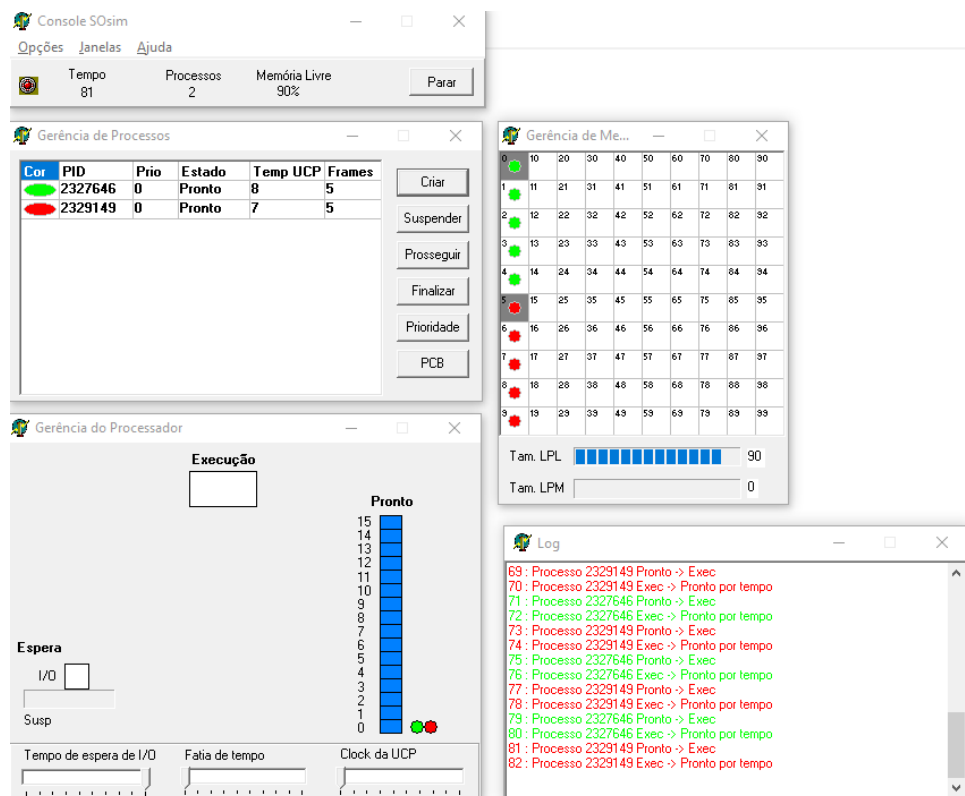 Console SOsim
Opções Janelas Ajuda
Tempo Processos Memória Livre
81 2 90%
Parar
Gerência de Processos
Cor PID Prio Estado Temp UCP Frames
2327646 0 Pronto 8 5
2329149 0 Pronto 7 5
Criar
Suspender
Prosseguir
Finalizar
Prioridade
PCB
Gerência de Me...
0 10 20 30 40 50 60 70 80 90
1 11 21 31 41 51 61 71 81 91
2 12 22 32 42 52 62 72 82 92
3 13 23 33 43 53 63 73 83 93
4 14 24 34 44 54 64 74 84 94
5 15 25 35 45 55 65 75 85 95
6 16 26 36 46 56 66 76 86 96
7 17 27 37 47 57 67 77 87 97
8 18 28 38 48 58 68 78 88 98
9 19 29 39 49 59 69 79 89 99
Tam. LPL 90
Tam. LPM 0
Gerência do Processador
Execução
Pronto
15
14
13
12
11
10
9
8
7
6
5
4
3
2
1
0
Espera
I/O
Susp
Tempo de espera de I/O Fatia de tempo Clock da UCP
Log
69 : Processo 2329149 Pronto -> Exec
70 : Processo 2329149 Exec -> Pronto por tempo
71 : Processo 2327646 Pronto -> Exec
72 : Processo 2327646 Exec -> Pronto por tempo
73 : Processo 2329149 Pronto -> Exec
74 : Processo 2329149 Exec -> Pronto por tempo
75 : Processo 2327646 Pronto -> Exec
76 : Processo 2327646 Exec -> Pronto por tempo
77 : Processo 2329149 Pronto -> Exec
78 : Processo 2329149 Exec -> Pronto por tempo
79 : Processo 2327646 Pronto -> Exec
80 : Processo 2327646 Exec -> Pronto por tempo
81 : Processo 2329149 Pronto -> Exec
82 : Processo 2329149 Exec -> Pronto por tempo